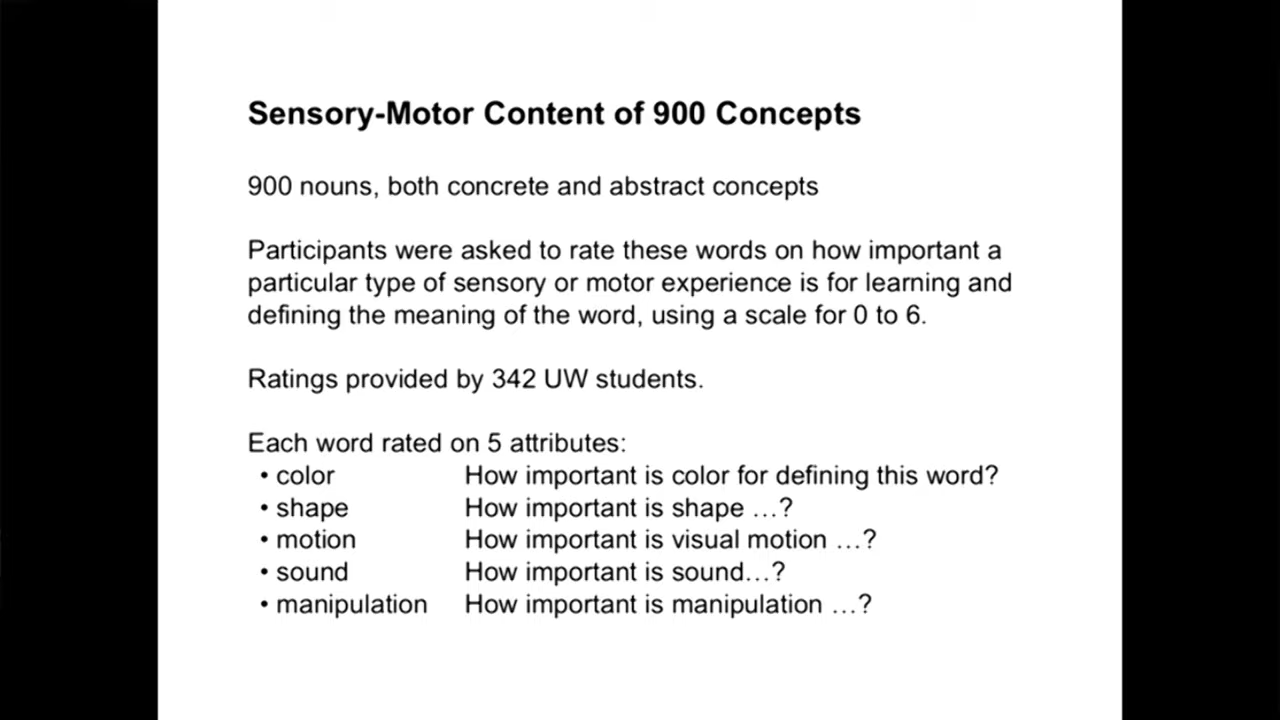 Sensory-Motor Content of 900 Concepts
900 nouns, both concrete and abstract concepts
Participants were asked to rate these words on how important a
particular type of sensory or motor experience is for learning and
defining the meaning of the word, using a scale for 0 to 6.
Ratings provided by 342 UW students.
Each word rated on 5 attributes:
• color How important is color for defining this word?
• shape How important is shape …?
• motion How important is visual motion …?
• sound How important is sound…?
• manipulation How important is manipulation …?